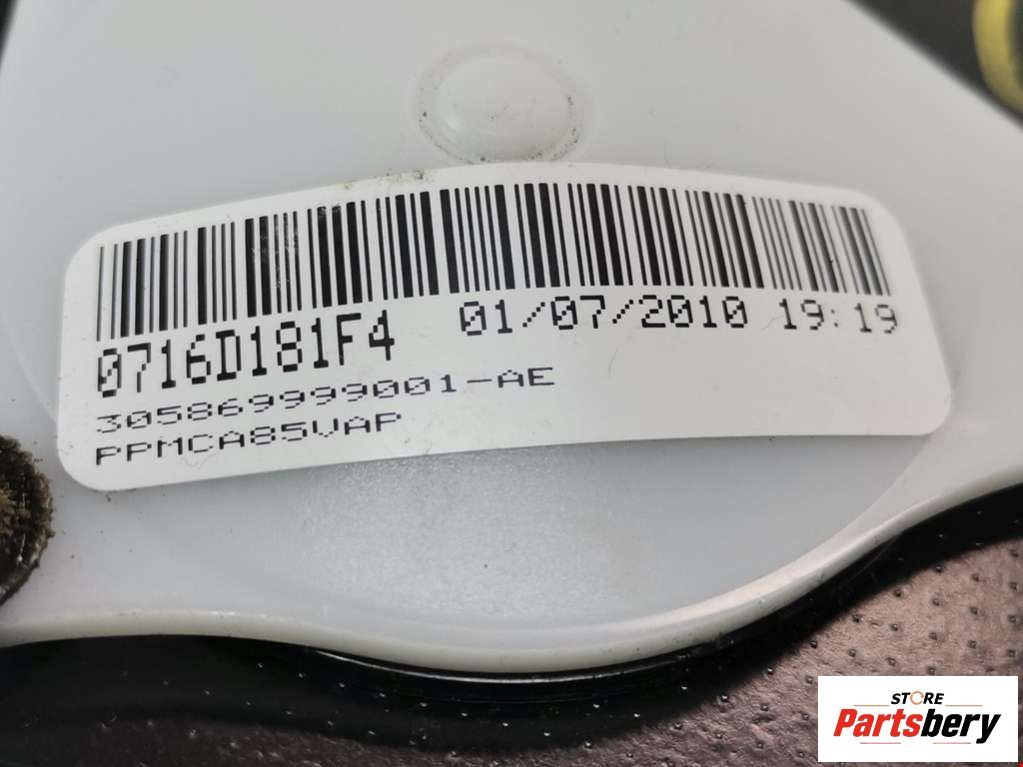 0716D181F4 01/07/2010 19:19
305869999001-AE
PPMCA85VAP
STORE
Partsbery